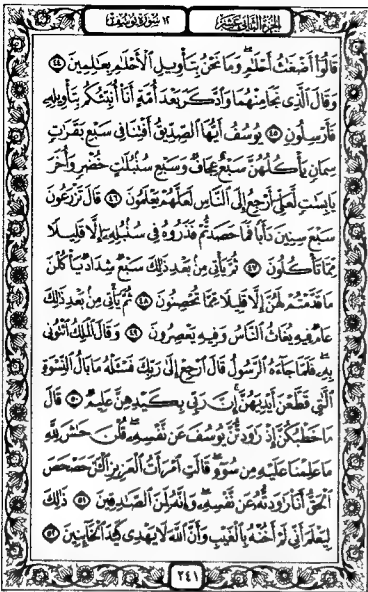 الجزء الثاني عشر
١٢ سورة يوسف
قَالُوٓا۟ أَضْغَٰثُ أَحْلَٰمٍ ۖ وَمَا نَحْنُ بِتَأْوِيلِ ٱلْأَحْلَٰمِ بِعَٰلِمِينَ ٤٤
وَقَالَ ٱلَّذِى نَجَا مِنْهُمَا وَٱدَّكَرَ بَعْدَ أُمَّةٍ أَنَا۠ أُنَبِّئُكُم بِتَأْوِيلِهِۦ
فَأَرْسِلُونِ ٤٥ يُوسُفُ أَيُّهَا ٱلصِّدِّيقُ أَفْتِنَا فِى سَبْعِ بَقَرَٰتٍ
سِمَانٍ يَأْكُلُهُنَّ سَبْعٌ عِجَافٌ وَسَبْعِ سُنۢبُلَٰتٍ خُضْرٍ وَأُخَرَ
يَابِسَٰتٍ لَّعَلِّىٓ أَرْجِعُ إِلَى ٱلنَّاسِ لَعَلَّهُمْ يَعْلَمُونَ ٤٦ قَالَ تَزْرَعُونَ
سَبْعَ سِنِينَ دَأَبًا فَمَا حَصَدتُّمْ فَذَرُوهُ فِى سُنۢبُلِهِۦٓ إِلَّا قَلِيلًا
مِّمَّا تَأْكُلُونَ ٤٧ ثُمَّ يَأْتِى مِنۢ بَعْدِ ذَٰلِكَ سَبْعٌ شِدَادٌ يَأْكُلْنَ
مَا قَدَّمْتُمْ لَهُنَّ إِلَّا قَلِيلًا مِّمَّا تُحْصِنُونَ ٤٨ ثُمَّ يَأْتِى مِنۢ بَعْدِ ذَٰلِكَ
عَامٌ فِيهِ يُغَاثُ ٱلنَّاسُ وَفِيهِ يَعْصِرُونَ ٤٩ وَقَالَ ٱلْمَلِكُ ٱئْتُونِى
بِهِۦ ۖ فَلَمَّا جَآءَهُ ٱلرَّسُولُ قَالَ ٱرْجِعْ إِلَىٰ رَبِّكَ فَسْـَٔلْهُ مَا بَالُ ٱلنِّسْوَةِ
ٱلَّٰتِى قَطَّعْنَ أَيْدِيَهُنَّ ۚ إِنَّ رَبِّى بِكَيْدِهِنَّ عَلِيمٌ ٥٠ قَالَ
مَا خَطْبُكُنَّ إِذْ رَٰوَدتُّنَّ يُوسُفَ عَن نَّفْسِهِۦ ۚ قُلْنَ حَٰشَ لِلَّهِ
مَا عَلِمْنَا عَلَيْهِ مِن سُوٓءٍ ۚ قَالَتِ ٱمْرَأَتُ ٱلْعَزِيزِ ٱلْـَٰٔنَ حَصْحَصَ
ٱلْحَقُّ أَنَا۠ رَٰوَدتُّهُۥ عَن نَّفْسِهِۦ وَإِنَّهُۥ لَمِنَ ٱلصَّٰدِقِينَ ٥١ ذَٰلِكَ
لِيَعْلَمَ أَنِّى لَمْ أَخُنْهُ بِٱلْغَيْبِ وَأَنَّ ٱللَّهَ لَا يَهْدِى كَيْدَ ٱلْخَآئِنِينَ ٥٢
٢٤١